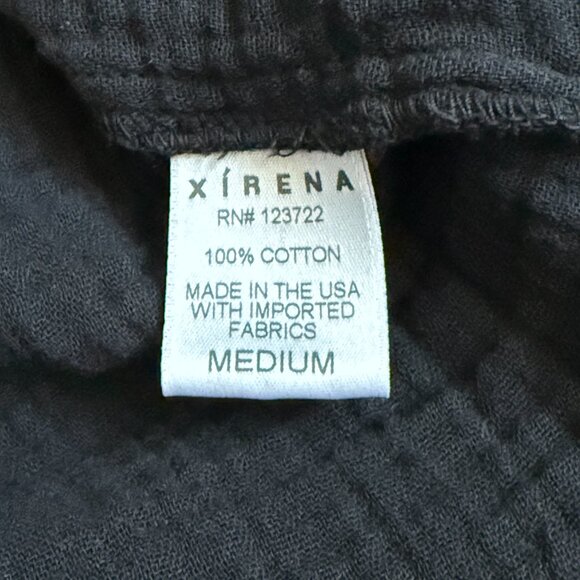 XÍRENA
RN# 123722
100% COTTON
MADE IN THE USA
WITH IMPORTED
FABRICS
MEDIUM